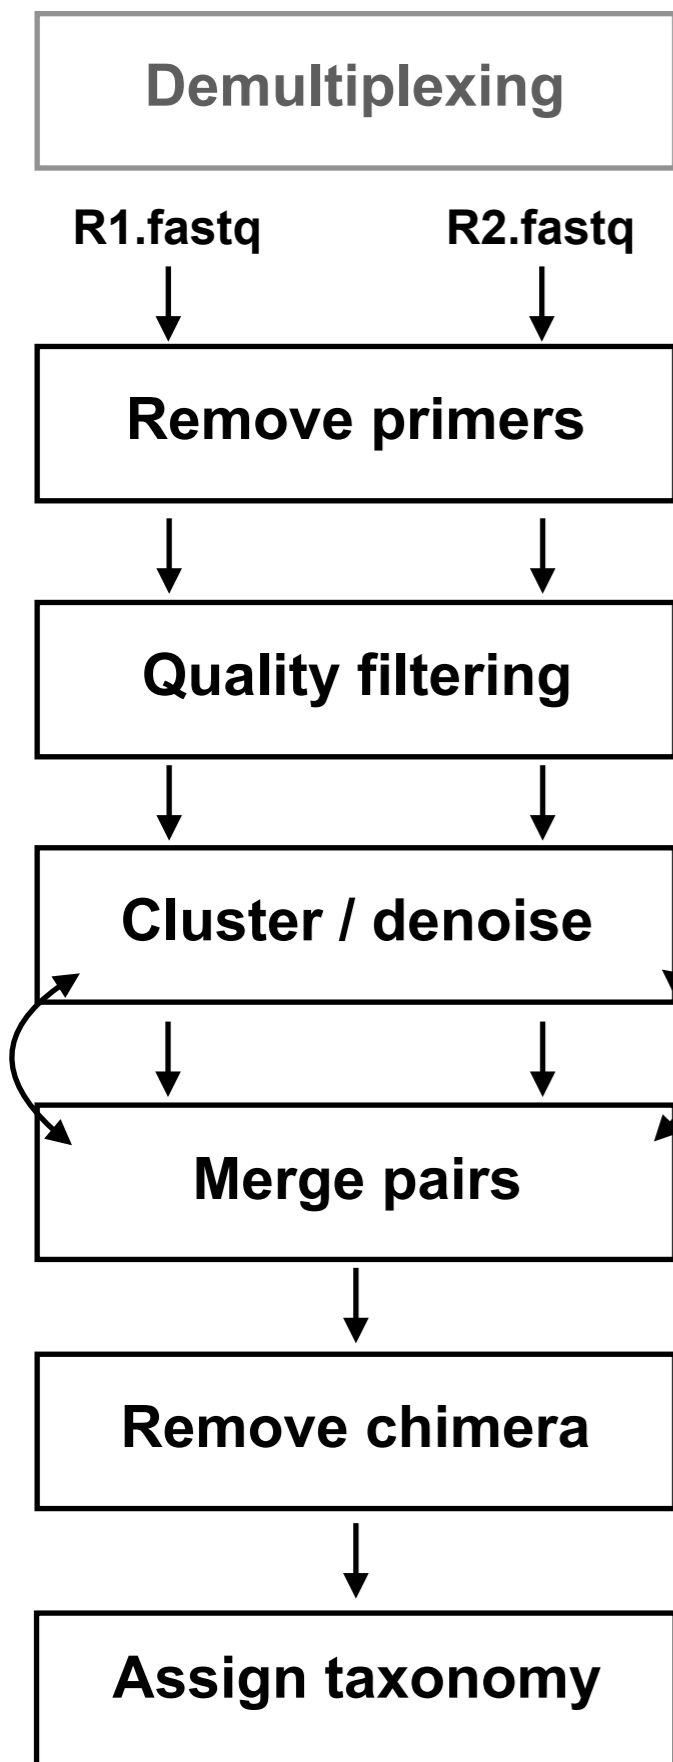 Demultiplexing
R1.fastq R2.fastq
Remove primers
Quality filtering
Cluster / denoise
Merge pairs
Remove chimera
Assign taxonomy